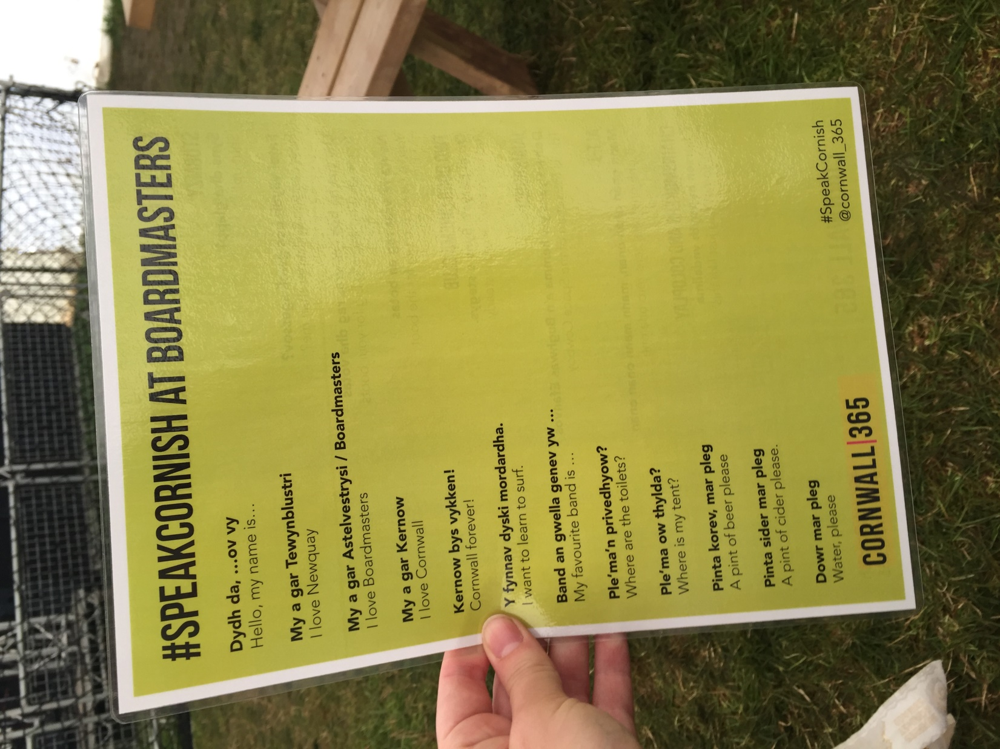 #SPEAKCORNISH AT BOARDMASTERS
Dydh da, ...ov vy
Hello, my name is...
My a gar Tewynblustri
I love Newquay
My a gar Astelvestrysi / Boardmasters
I love Boardmasters
My a gar Kernow
I love Cornwall
Kernow bys vykken!
Cornwall forever!
Y fynnav dyski mordardha.
I want to learn to surf.
Band an gwella genev yw ...
My favourite band is ...
Ple'ma'n privedhyow?
Where are the toilets?
Ple'ma ow thylda?
Where is my tent?
Pinta korev, mar pleg
A pint of beer please
Pinta sider mar pleg
A pint of cider please.
Dowr mar pleg
Water, please
CORNWALL|365
#SpeakCornish
@cornwall_365